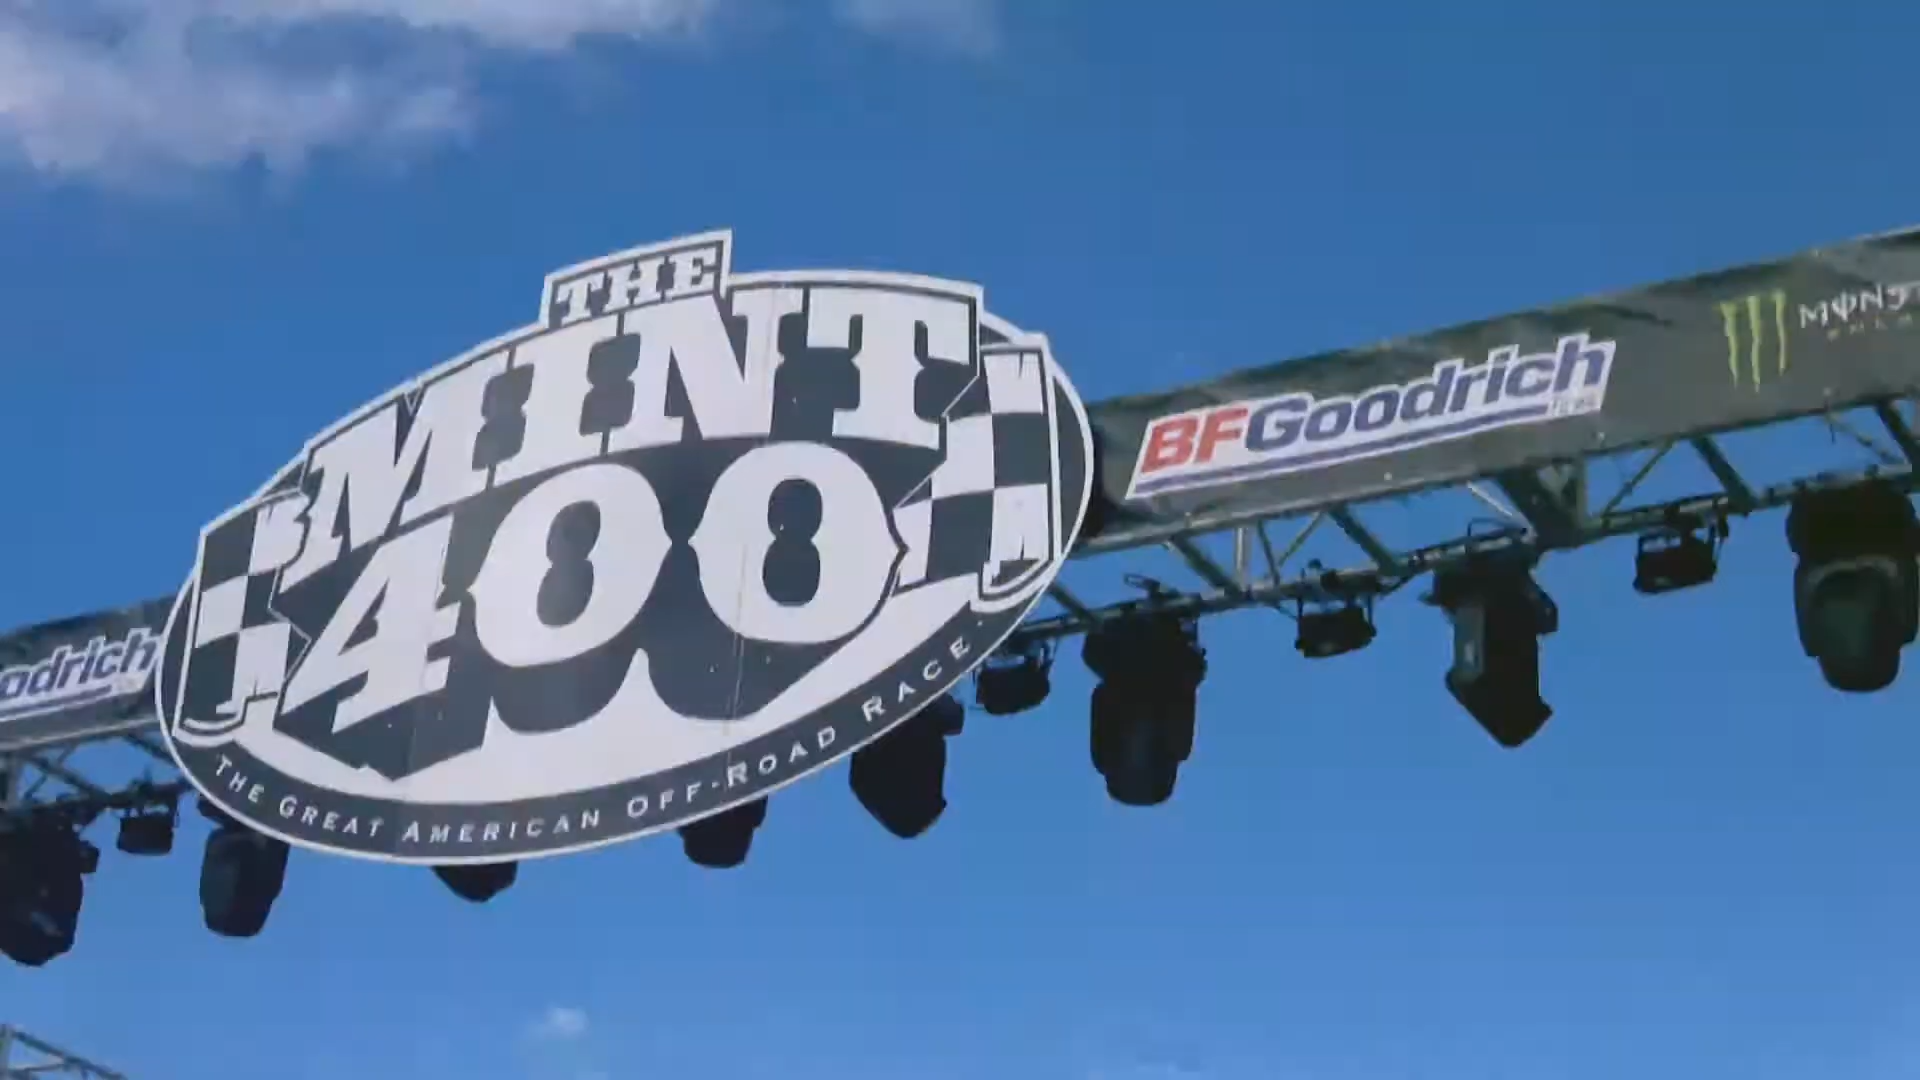 THE
MINT
400
THE GREAT AMERICAN OFF-ROAD RACE
BFGoodrich
odrich